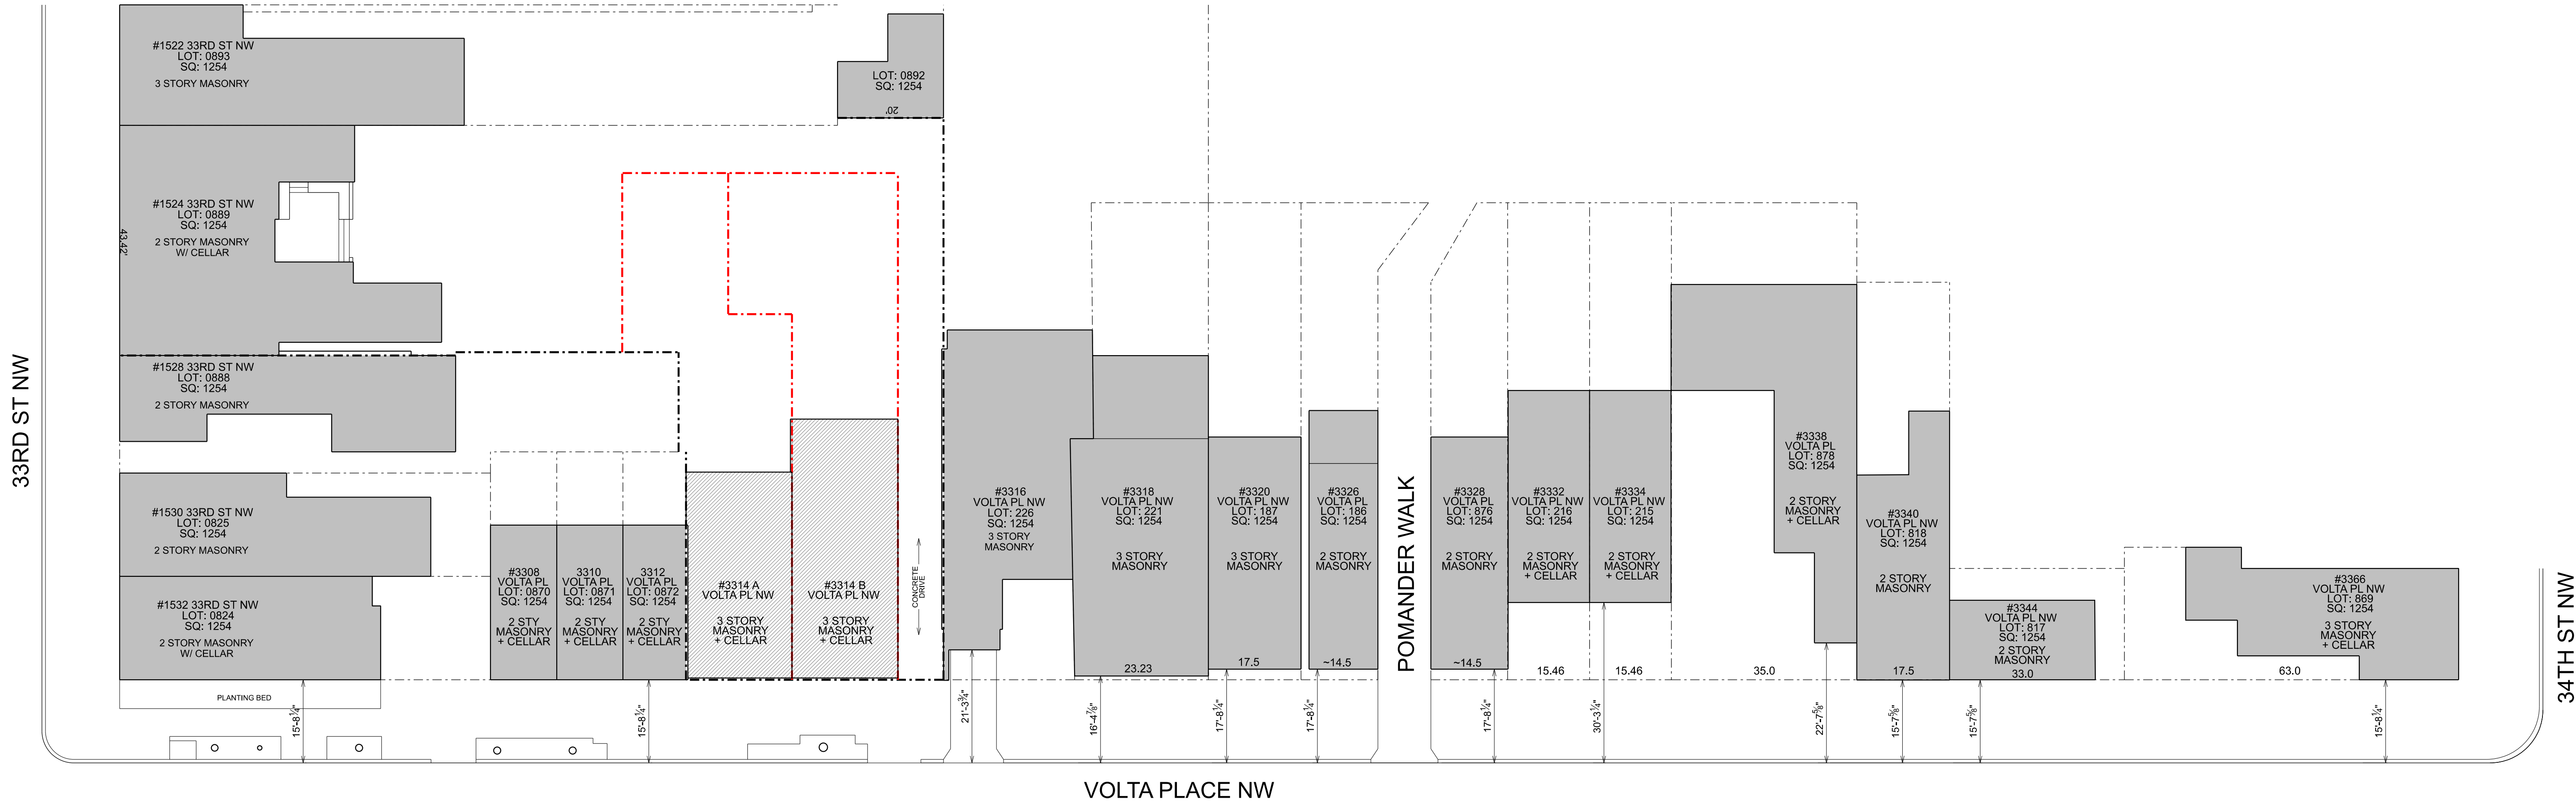 #1522 33RD ST NW
LOT: 0893
SQ: 1254
3 STORY MASONRY
LOT: 0892
SQ: 1254
20'
#1524 33RD ST NW
LOT: 0889
SQ: 1254
2 STORY MASONRY
W/ CELLAR
43.42'
#1528 33RD ST NW
LOT: 0888
SQ: 1254
2 STORY MASONRY
33RD ST NW
#1530 33RD ST NW
LOT: 0825
SQ: 1254
2 STORY MASONRY
#1532 33RD ST NW
LOT: 0824
SQ: 1254
2 STORY MASONRY
W/ CELLAR
PLANTING BED
15'-8¼"
#3308
VOLTA PL
LOT: 0870
SQ: 1254
2 STY
MASONRY
+ CELLAR
3310
VOLTA PL
LOT: 0871
SQ: 1254
2 STY
MASONRY
+ CELLAR
3312
VOLTA PL
LOT: 0872
SQ: 1254
2 STY
MASONRY
+ CELLAR
15'-8¼"
#3314 A
VOLTA PL NW
3 STORY
MASONRY
+ CELLAR
#3314 B
VOLTA PL NW
3 STORY
MASONRY
+ CELLAR
CONCRETE
DRIVE
#3316
VOLTA PL NW
LOT: 226
SQ: 1254
3 STORY
MASONRY
21'-3¾"
#3318
VOLTA PL NW
LOT: 221
SQ: 1254
3 STORY
MASONRY
23.23
16'-4⅞"
#3320
VOLTA PL NW
LOT: 187
SQ: 1254
3 STORY
MASONRY
17.5
17'-8¼"
#3326
VOLTA PL
LOT: 186
SQ: 1254
2 STORY
MASONRY
~14.5
17'-8¼"
POMANDER WALK
#3328
VOLTA PL
LOT: 876
SQ: 1254
2 STORY
MASONRY
~14.5
17'-8¼"
#3332
VOLTA PL NW
LOT: 216
SQ: 1254
2 STORY
MASONRY
+ CELLAR
15.46
#3334
VOLTA PL NW
LOT: 215
SQ: 1254
2 STORY
MASONRY
+ CELLAR
15.46
30'-3¼"
#3338
VOLTA PL
LOT: 878
SQ: 1254
2 STORY
MASONRY
+ CELLAR
35.0
22'-7⅝"
#3340
VOLTA PL NW
LOT: 818
SQ: 1254
2 STORY
MASONRY
17.5
15'-7⅞"
#3344
VOLTA PL NW
LOT: 817
SQ: 1254
2 STORY
MASONRY
33.0
15'-7⅞"
#3366
VOLTA PL NW
LOT: 869
SQ: 1254
3 STORY
MASONRY
+ CELLAR
63.0
15'-8¼"
34TH ST NW
VOLTA PLACE NW